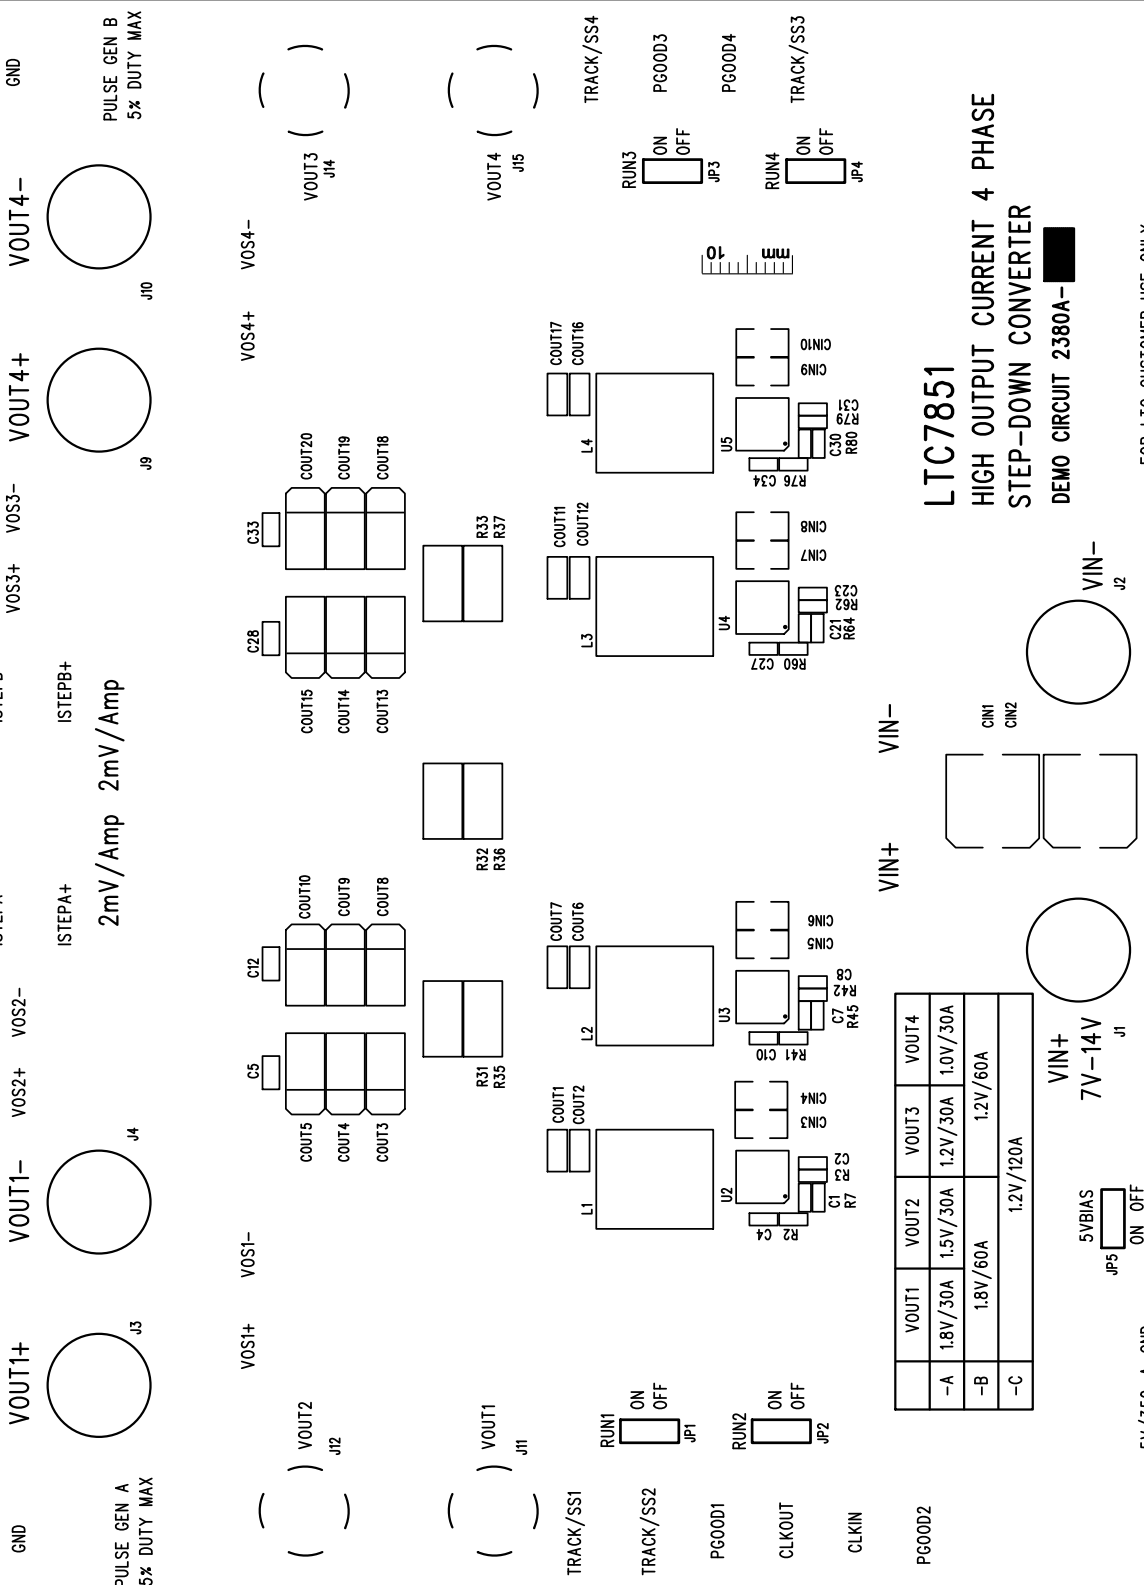 GND
PULSE GEN B
5% DUTY MAX
VOUT4-
J10
VOUT4+
J9
VOS3-
VOS3+
ISTEPB+
2mV/Amp 2mV/Amp
ISTEPA+
VOS2-
VOS2+
VOUT1-
J4
VOUT1+
J3
GND
PULSE GEN A
5% DUTY MAX
VOUT3
J14
VOUT4
J15
VOS4-
VOS4+
C33
COUT20
COUT19
COUT18
C28
COUT15
COUT14
COUT13
R33
R37
R32
R36
C12
COUT10
COUT9
COUT8
C5
COUT5
COUT4
COUT3
R31
R35
VOS1-
VOS1+
VOUT2
J12
VOUT1
J11
TRACK/SS4
PGOOD3
PGOOD4
TRACK/SS3
RUN3
ON
OFF
JP3
RUN4
ON
OFF
JP4
10
mm
COUT17
COUT16
L4
U5
CIN10
CIN9
C31
R79
C30
R80
C34
R76
COUT11
COUT12
L3
U4
CIN8
CIN7
C23
R62
C21
R64
C27
R60
COUT7
COUT6
L2
U3
CIN6
CIN5
C8
R42
C7
R45
C10
R41
COUT1
COUT2
L1
U2
CIN4
CIN3
C2
R3
C1
R7
C4
R2
RUN1
ON
OFF
JP1
RUN2
ON
OFF
JP2
TRACK/SS1
TRACK/SS2
PGOOD1
CLKOUT
CLKIN
PGOOD2
LTC7851
HIGH OUTPUT CURRENT 4 PHASE
STEP-DOWN CONVERTER
DEMO CIRCUIT 2380A-
VIN-
J2
VIN-
CIN1
CIN2
VIN+
VIN+
7V-14V
J1
VOUT1 VOUT2 VOUT3 VOUT4
-A 1.8V/30A 1.5V/30A 1.2V/30A 1.0V/30A
-B 1.8V/60A 1.2V/60A
-C 1.2V/120A
5VBIAS
JP5
ON OFF